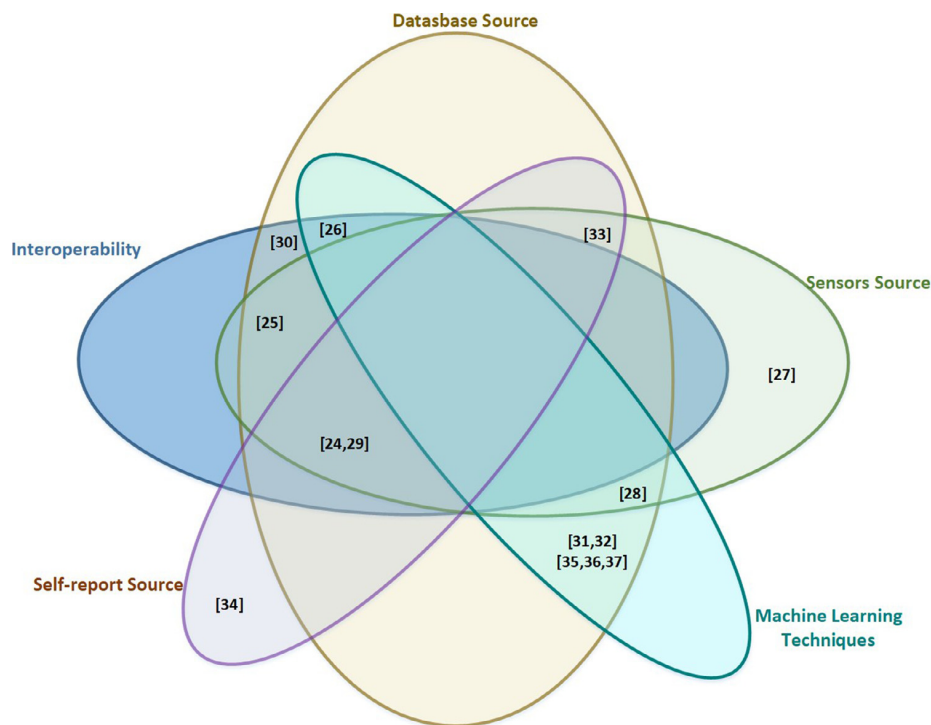 Datasbase Source
[26]
[30]
[33]
Interoperability
Sensors Source
[25]
[27]
[24,29]
[28]
[31,32]
[35,36,37]
Self-report Source
[34]
Machine Learning
Techniques